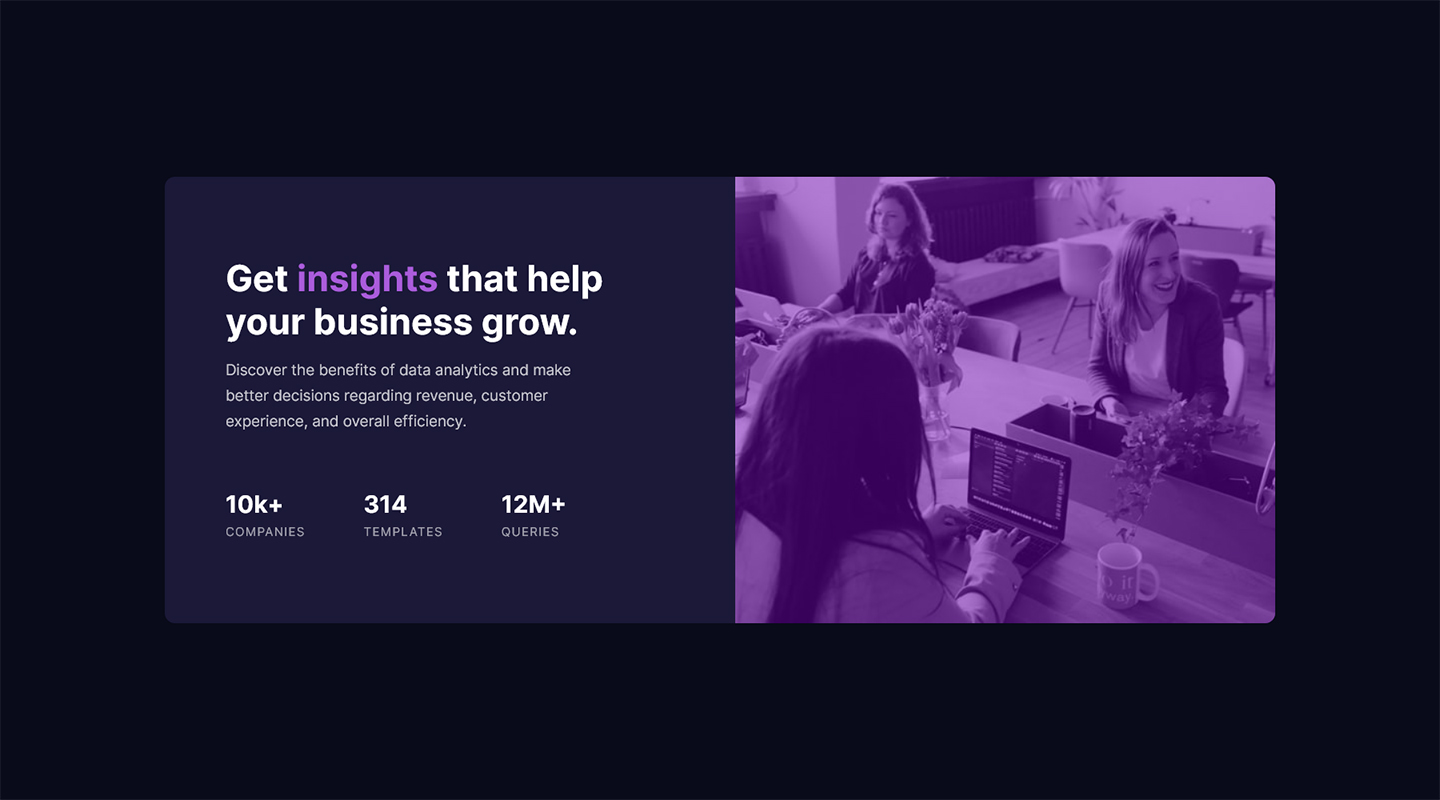 Get insights that help
your business grow.
Discover the benefits of data analytics and make
better decisions regarding revenue, customer
experience, and overall efficiency.
10k+ 314 12M+
COMPANIES TEMPLATES QUERIES